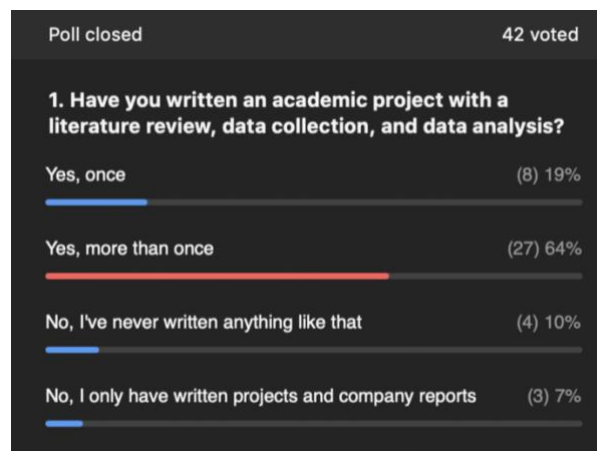 Poll closed 42 voted
1. Have you written an academic project with a
literature review, data collection, and data analysis?
Yes, once (8) 19%
Yes, more than once (27) 64%
No, I've never written anything like that (4) 10%
No, I only have written projects and company reports (3) 7%